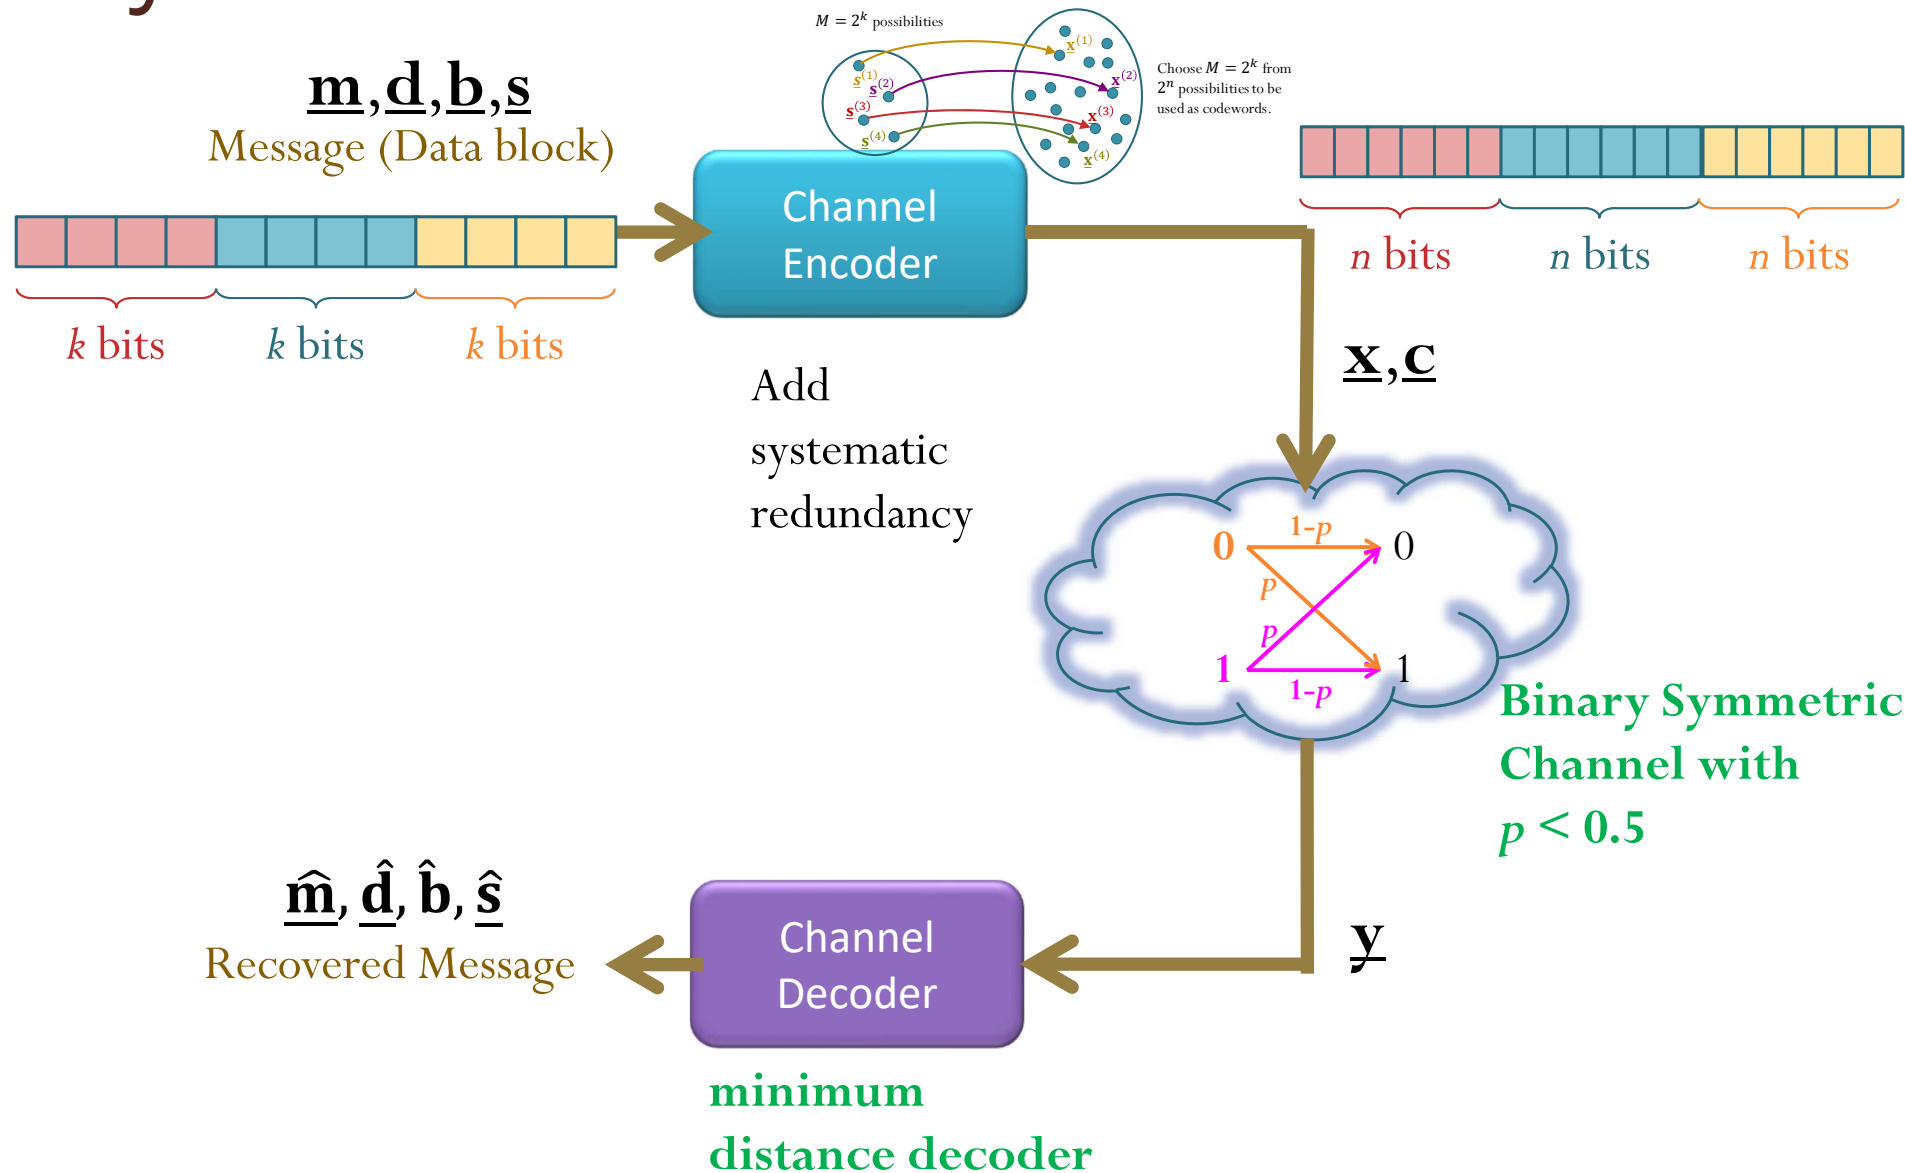 M = 2^k possibilities
s^(1)
s^(2)
s^(3)
s^(4)
x^(1)
x^(2)
x^(3)
x^(4)
Choose M = 2^k from
2^n possibilities to be
used as codewords.
m,d,b,s
Message (Data block)
k bits
k bits
k bits
Channel
Encoder
Add
systematic
redundancy
n bits
n bits
n bits
x,c
0
1-p
0
p
p
1
1-p
1
Binary Symmetric
Channel with
p < 0.5
y
Channel
Decoder
minimum
distance decoder
m̂, d̂, b̂, ŝ
Recovered Message